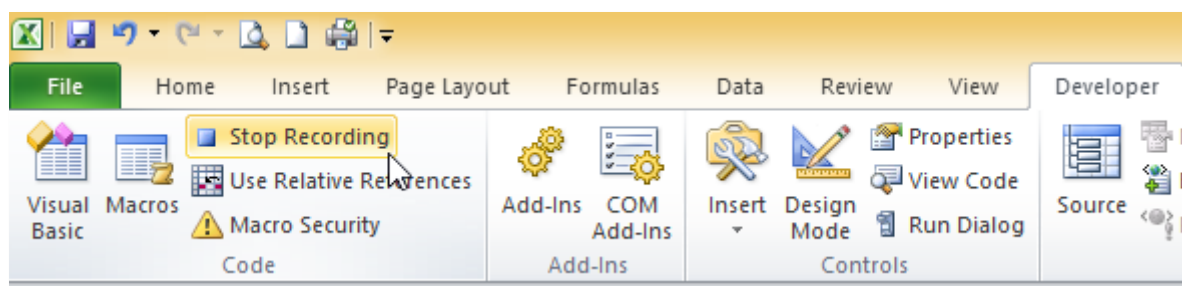 File Home Insert Page Layout Formulas Data Review View Developer
Visual Basic
Macros
Stop Recording
Use Relative References
Macro Security
Code
Add-Ins
COM Add-Ins
Add-Ins
Insert
Design Mode
Properties
View Code
Run Dialog
Controls
Source